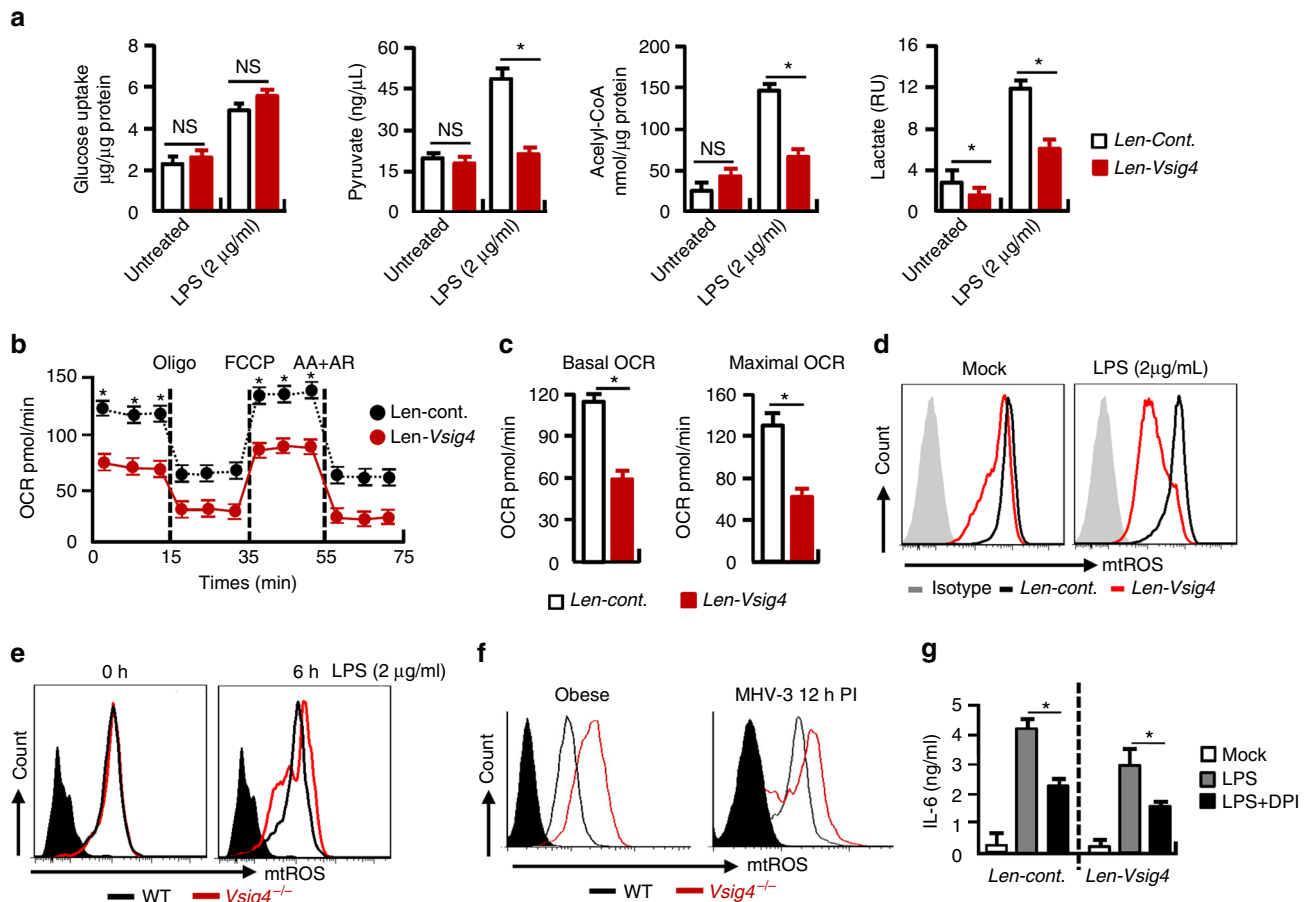 a
8
6
4
2
0
Glucose uptake
µg/µg protein
NS
NS
Untreated
LPS (2 µg/ml)
60
45
30
15
0
Pyruvate (ng/µL)
NS
*
Untreated
LPS (2 µg/ml)
200
150
100
50
0
Acelyl-CoA
nmol/µg protein
NS
*
Untreated
LPS (2 µg/ml)
16
12
8
4
0
Lactate (RU)
*
*
Untreated
LPS (2 µg/ml)
Len-Cont.
Len-Vsig4
b
Oligo FCCP AA+AR
150
100
50
0
OCR pmol/min
* * * * * *
0 15 35 55 75
Times (min)
Len-cont.
Len-Vsig4
c
Basal OCR
120
90
60
30
0
OCR pmol/min
*
Maximal OCR
160
120
80
40
0
OCR pmol/min
*
Len-cont. Len-Vsig4
d
Mock LPS (2µg/mL)
Count
mtROS
Isotype Len-cont. Len-Vsig4
e
0 h 6 h LPS (2 µg/ml)
Count
mtROS
WT Vsig4−/−
f
Obese MHV-3 12 h PI
Count
mtROS
WT Vsig4−/−
g
5
4
3
2
1
0
IL-6 (ng/ml)
*
*
Len-cont. Len-Vsig4
Mock
LPS
LPS+DPI